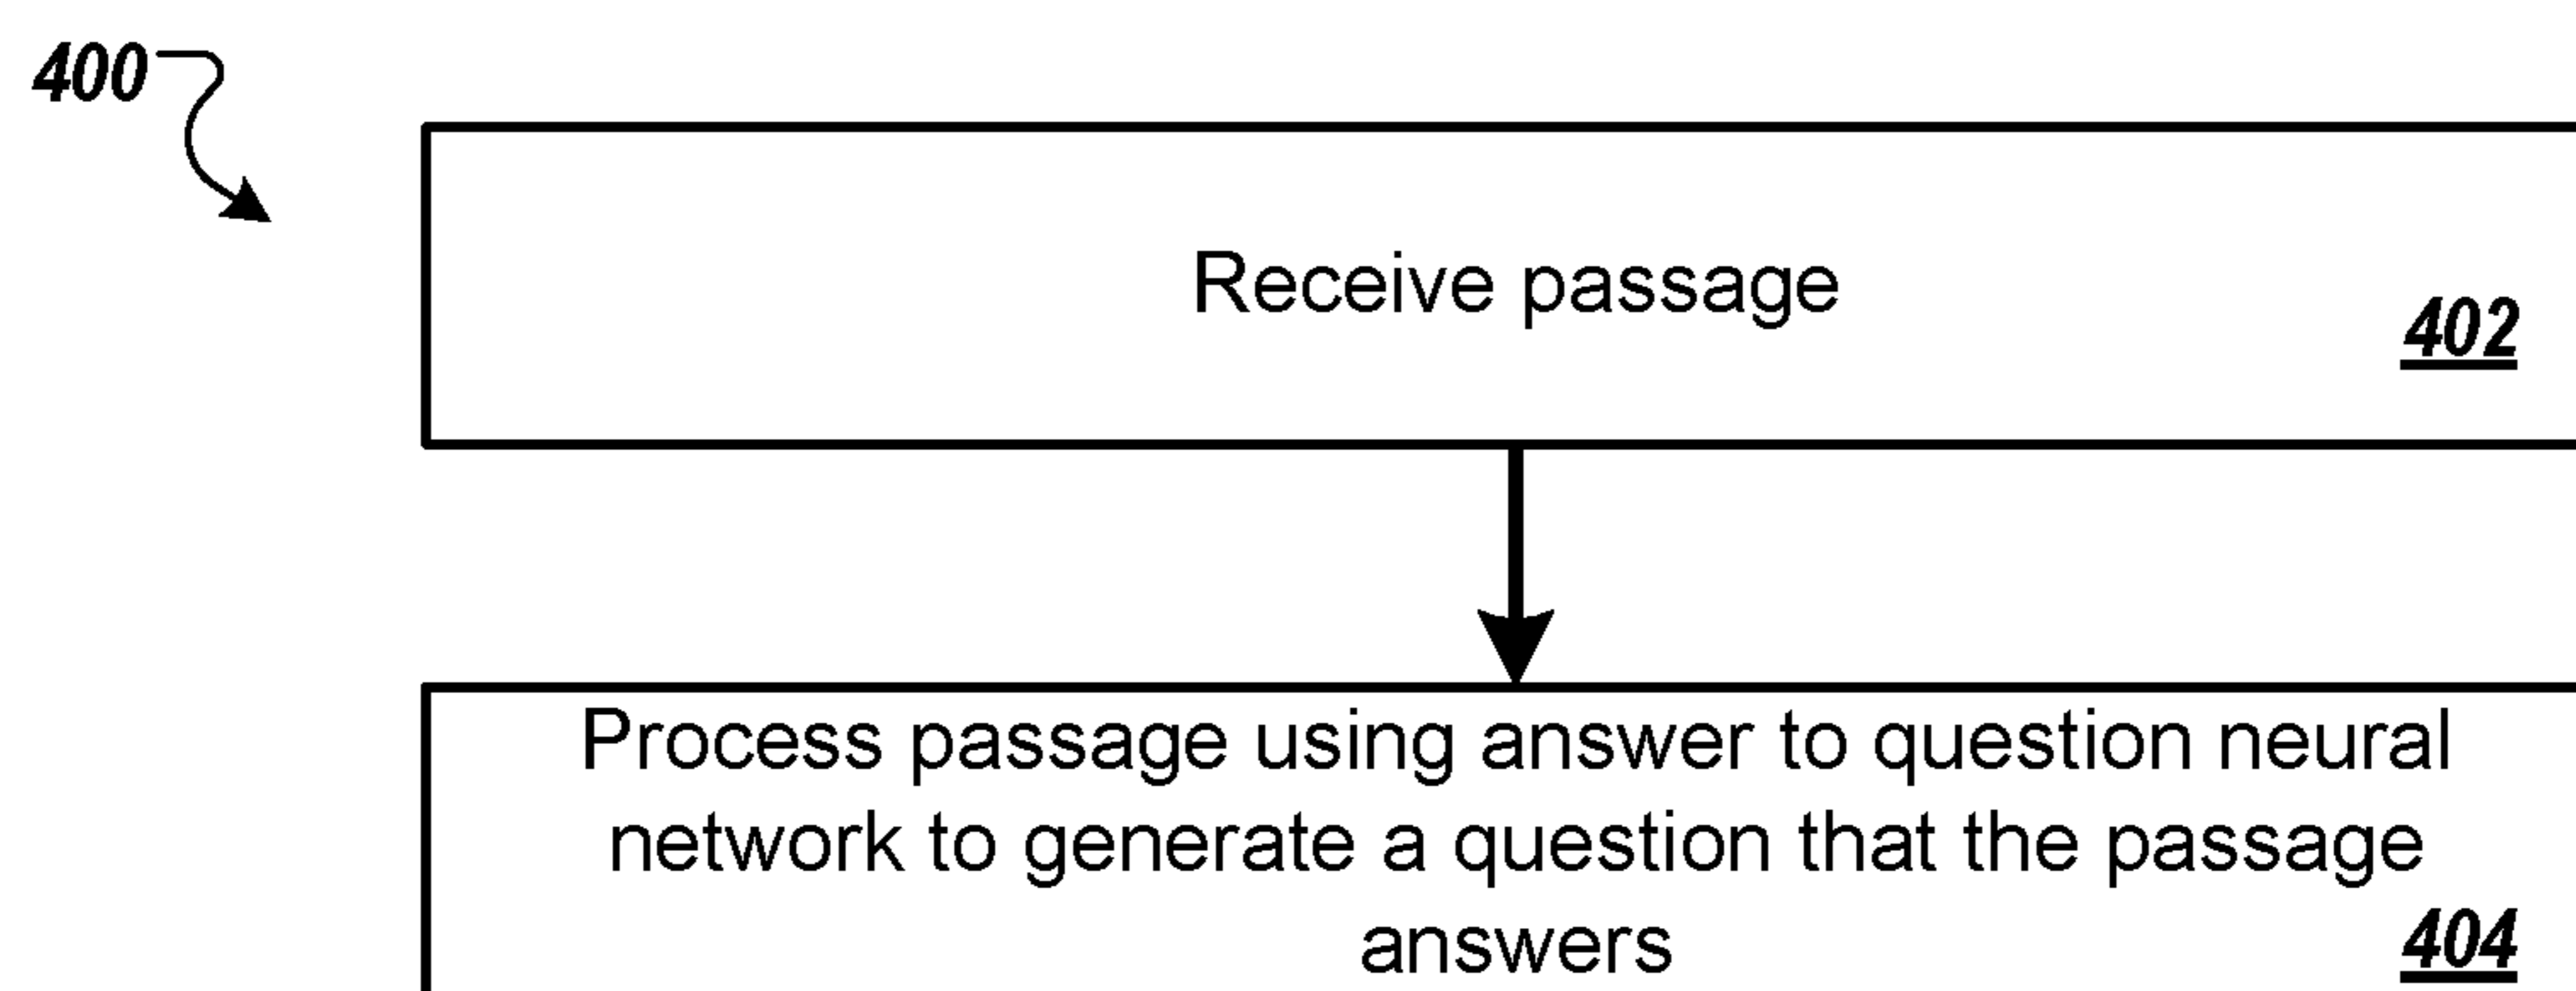 400
Receive passage
402
Process passage using answer to question neural
network to generate a question that the passage
answers
404